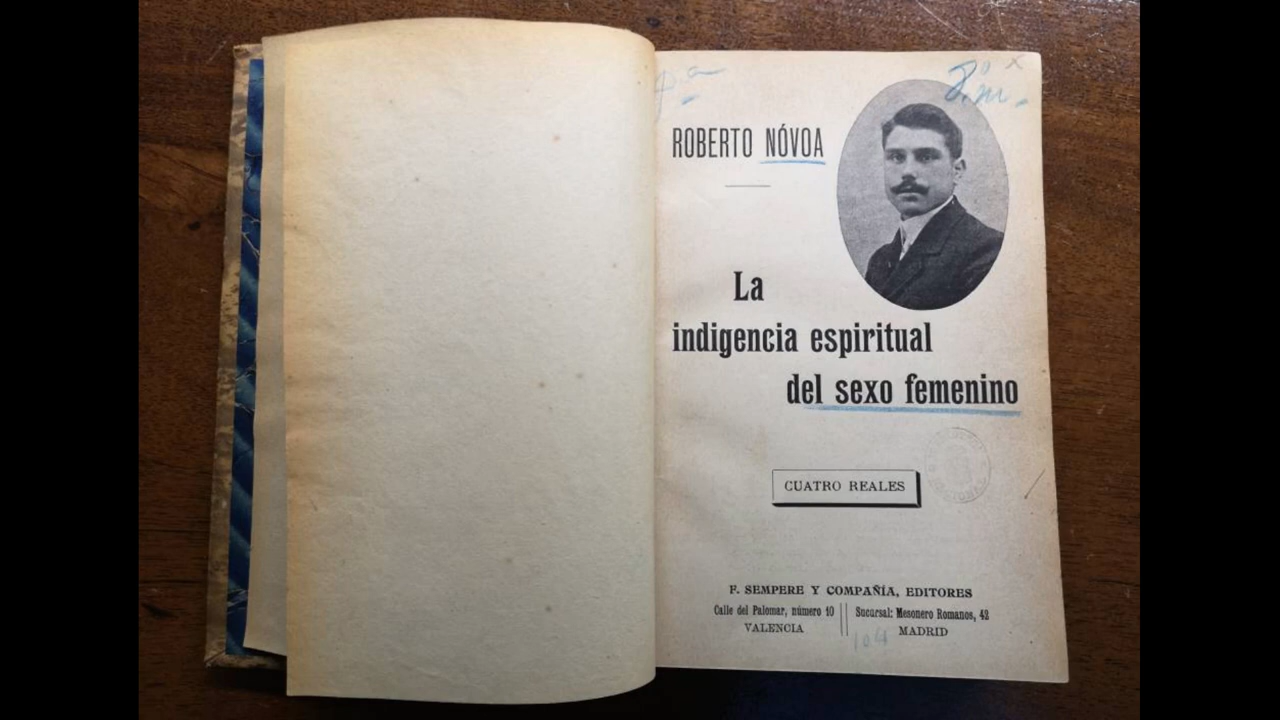 ROBERTO NÓVOA
La
indigencia espiritual
del sexo femenino
CUATRO REALES
F. SEMPERE Y COMPAÑÍA, EDITORES
Calle del Palomar, número 10
VALENCIA
Sucursal: Mesonero Romanos, 42
MADRID
104